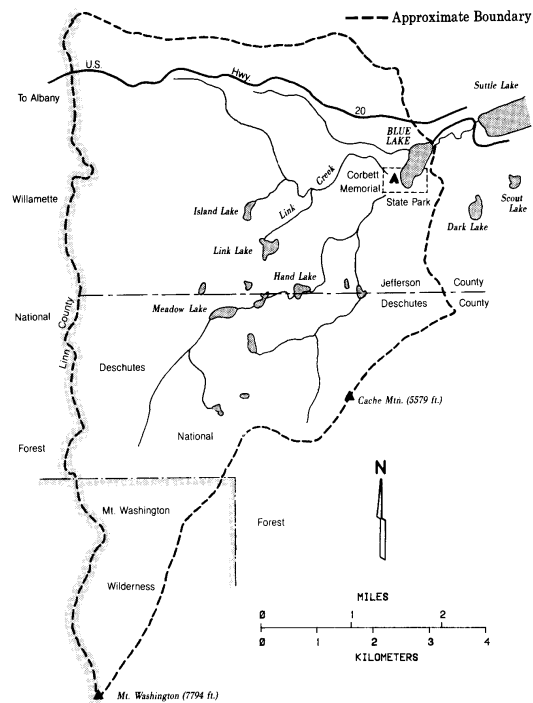 Approximate Boundary
U.S.
Hwy.
20
To Albany
Suttle Lake
BLUE
LAKE
Corbett
Memorial
State Park
Creek
Link
Scout
Lake
Dark Lake
Willamette
Island Lake
Link Lake
Hand Lake
Jefferson County
Deschutes County
Meadow Lake
National
Linn County
Deschutes
Cache Mtn. (5579 ft.)
National
Forest
N
Mt. Washington
Forest
Wilderness
MILES
0 1 2
0 1 2 3 4
KILOMETERS
Mt. Washington (7794 ft.)